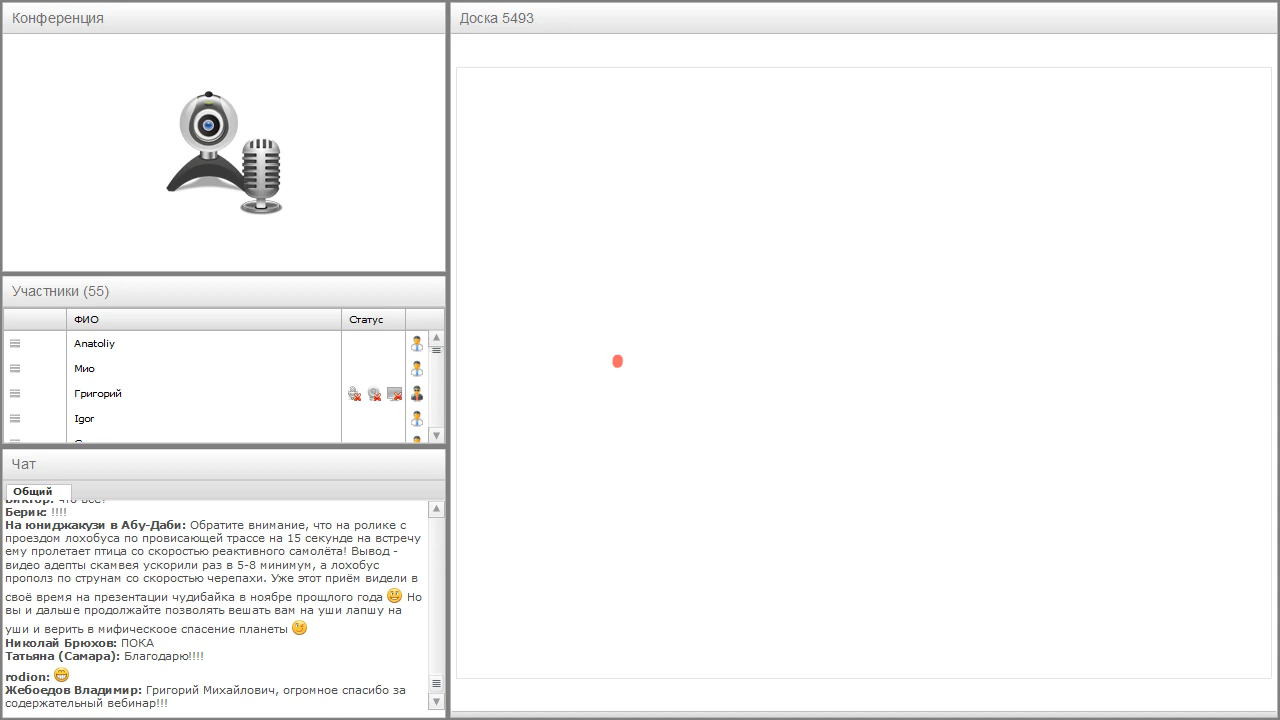 Конференция
Доска 5493
Участники (55)
ФИО
Статус
Anatoliy
Мио
Григорий
Igor
Чат
Общий
Виктор: что все?
Берик: !!!!
На юниджакузи в Абу-Даби: Обратите внимание, что на ролике с
проездом лохобуса по провисающей трассе на 15 секунде на встречу
ему пролетает птица со скоростью реактивного самолёта! Вывод -
видео адепты скамвея ускорили раз в 5-8 минимум, а лохобус
прополз по струнам со скоростью черепахи. Уже этот приём видели в
своё время на презентации чудибайка в ноябре прощлого года Но
вы и дальше продолжайте позволять вешать вам на уши лапшу на
уши и верить в мифическоое спасение планеты
Николай Брюхов: ПОКА
Татьяна (Самара): Благодарю!!!!
rodion:
Жебоедов Владимир: Григорий Михайлович, огромное спасибо за
содержательный вебинар!!!